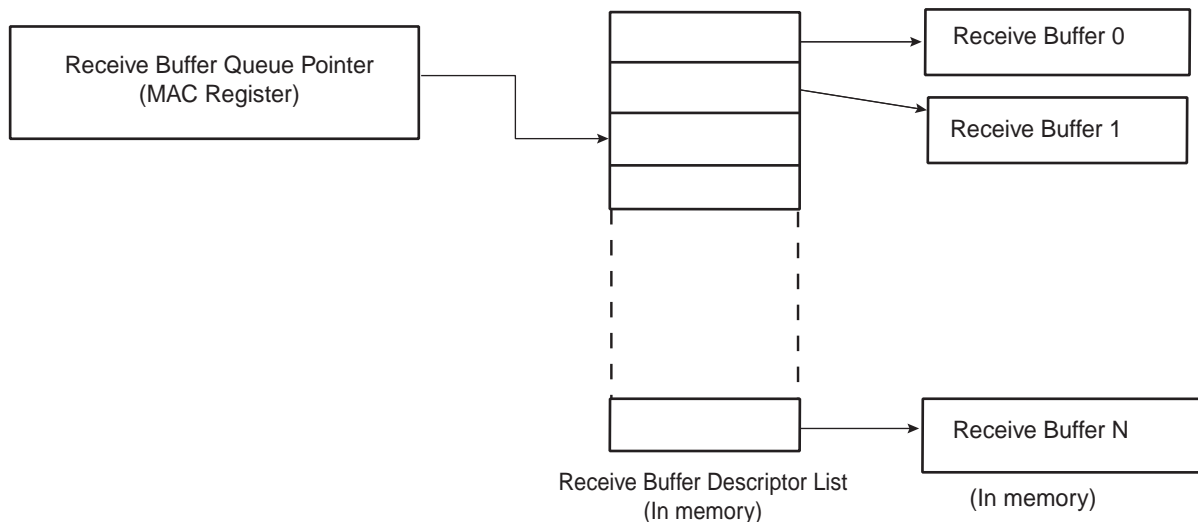 Receive Buffer Queue Pointer
(MAC Register)
Receive Buffer 0
Receive Buffer 1
Receive Buffer N
Receive Buffer Descriptor List
(In memory)
(In memory)